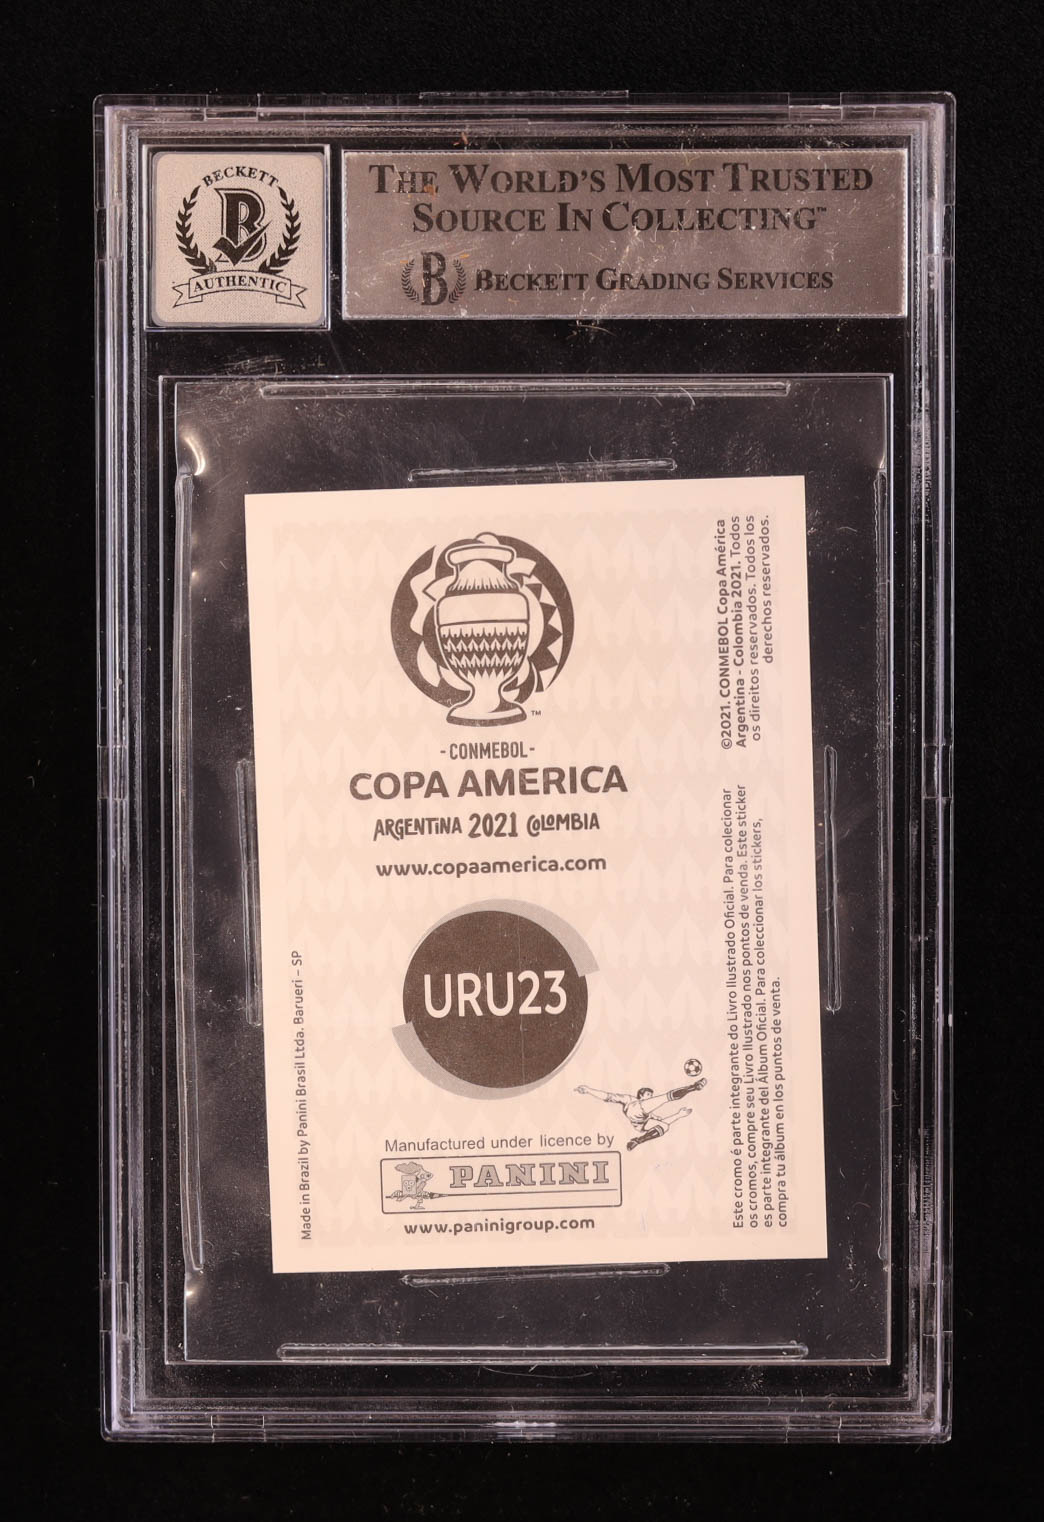 BECKETT
B
AUTHENTIC
THE WORLD'S MOST TRUSTED
SOURCE IN COLLECTING™
B BECKETT GRADING SERVICES
TM
- CONMEBOL -
COPA AMERICA
ARGENTINA 2021 COLOMBIA
www.copaamerica.com
URU23
Manufactured under licence by
PANINI
www.paninigroup.com
Made in Brazil by Panini Brasil Ltda. Barueri – SP
©2021. CONMEBOL Copa América
Argentina - Colombia 2021. Todos
os direitos reservados. Todos los
derechos reservados.
Este cromo é parte integrante do Livro Ilustrado Oficial. Para colecionar
os cromos, compre seu Livro Ilustrado nos pontos de venda. Este sticker
es parte integrante del Álbum Oficial. Para coleccionar los stickers,
compra tu álbum en los puntos de venta.